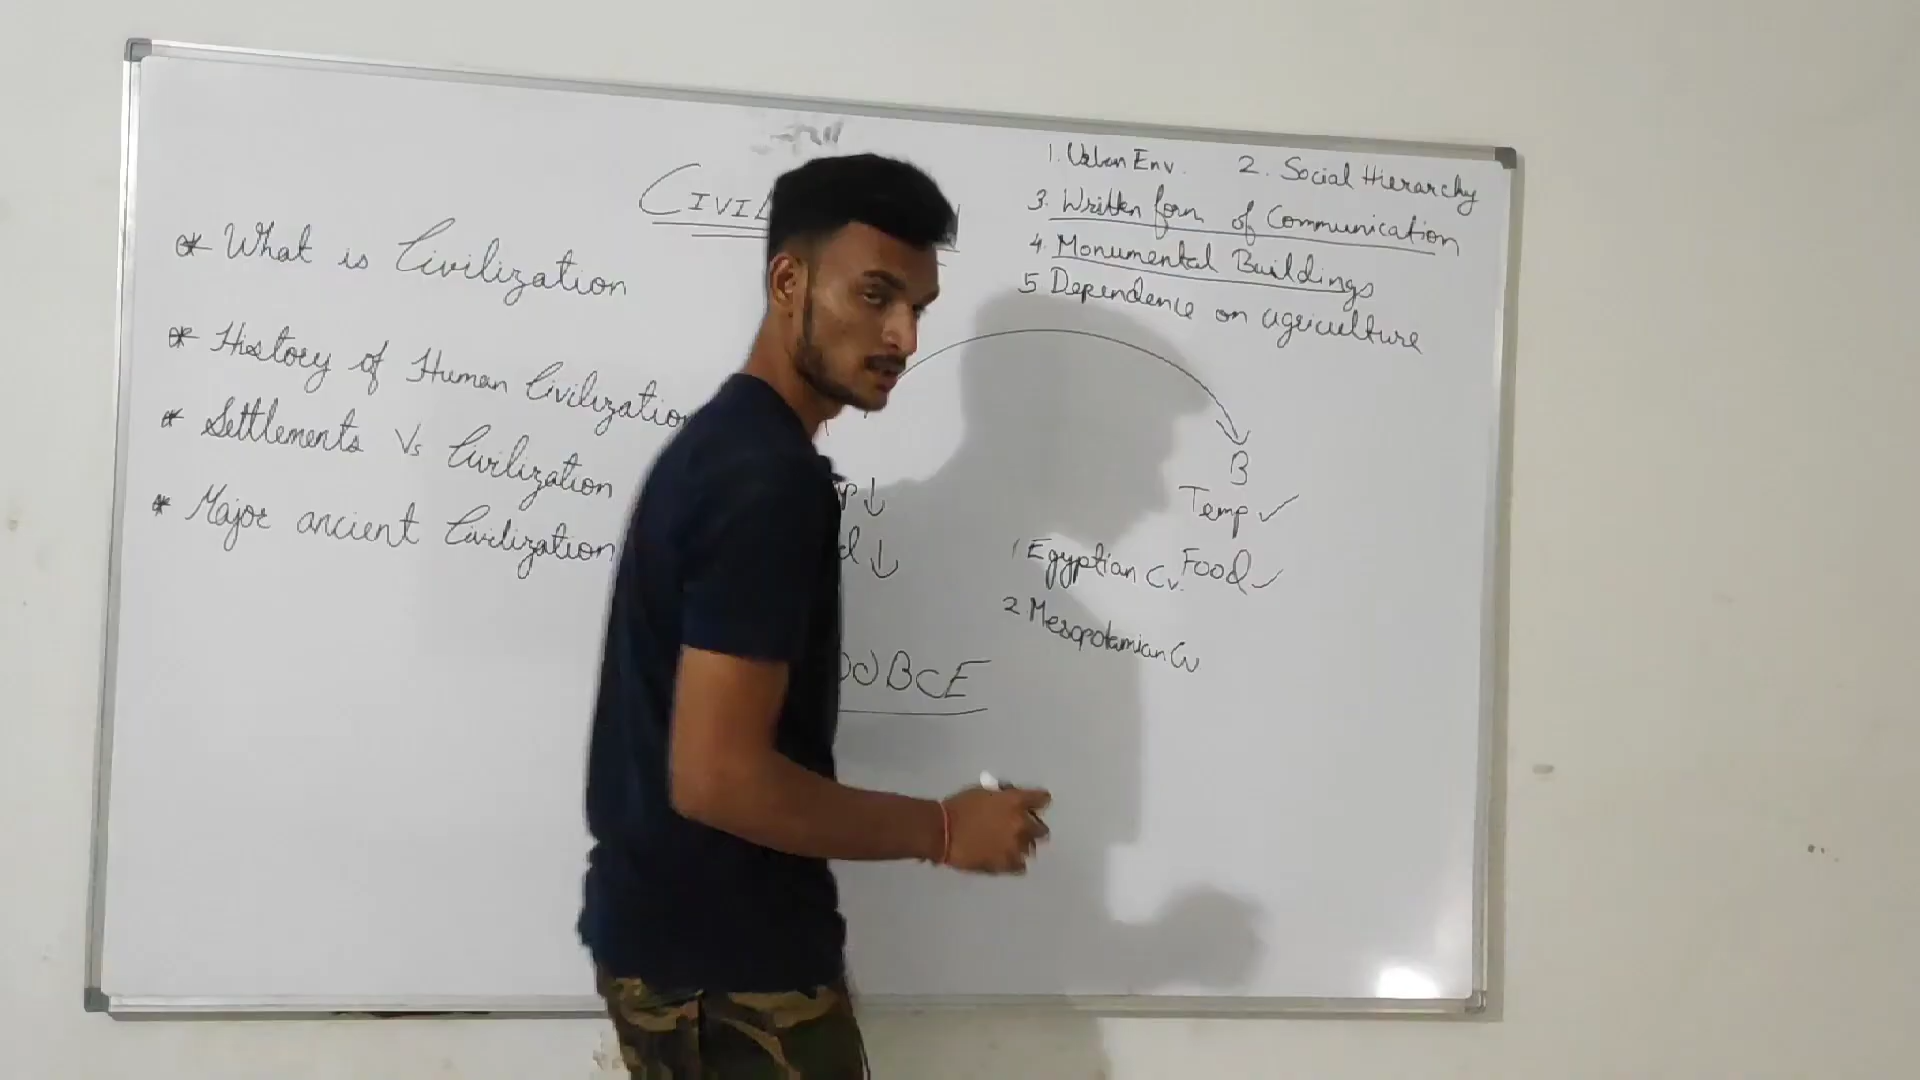 CIVIL
* What is Civilization
* History of Human Civilization
* Settlements Vs Civilization
* Major ancient Civilization
1. Urban Env. 2. Social Hierarchy
3. Written form of Communication
4. Monumental Buildings
5 Dependence on agriculture
B
Temp ✓
Food ✓
p ↓
d ↓
00 BCE
1 Egyptian Cv.
2. Mesopotamian Cv